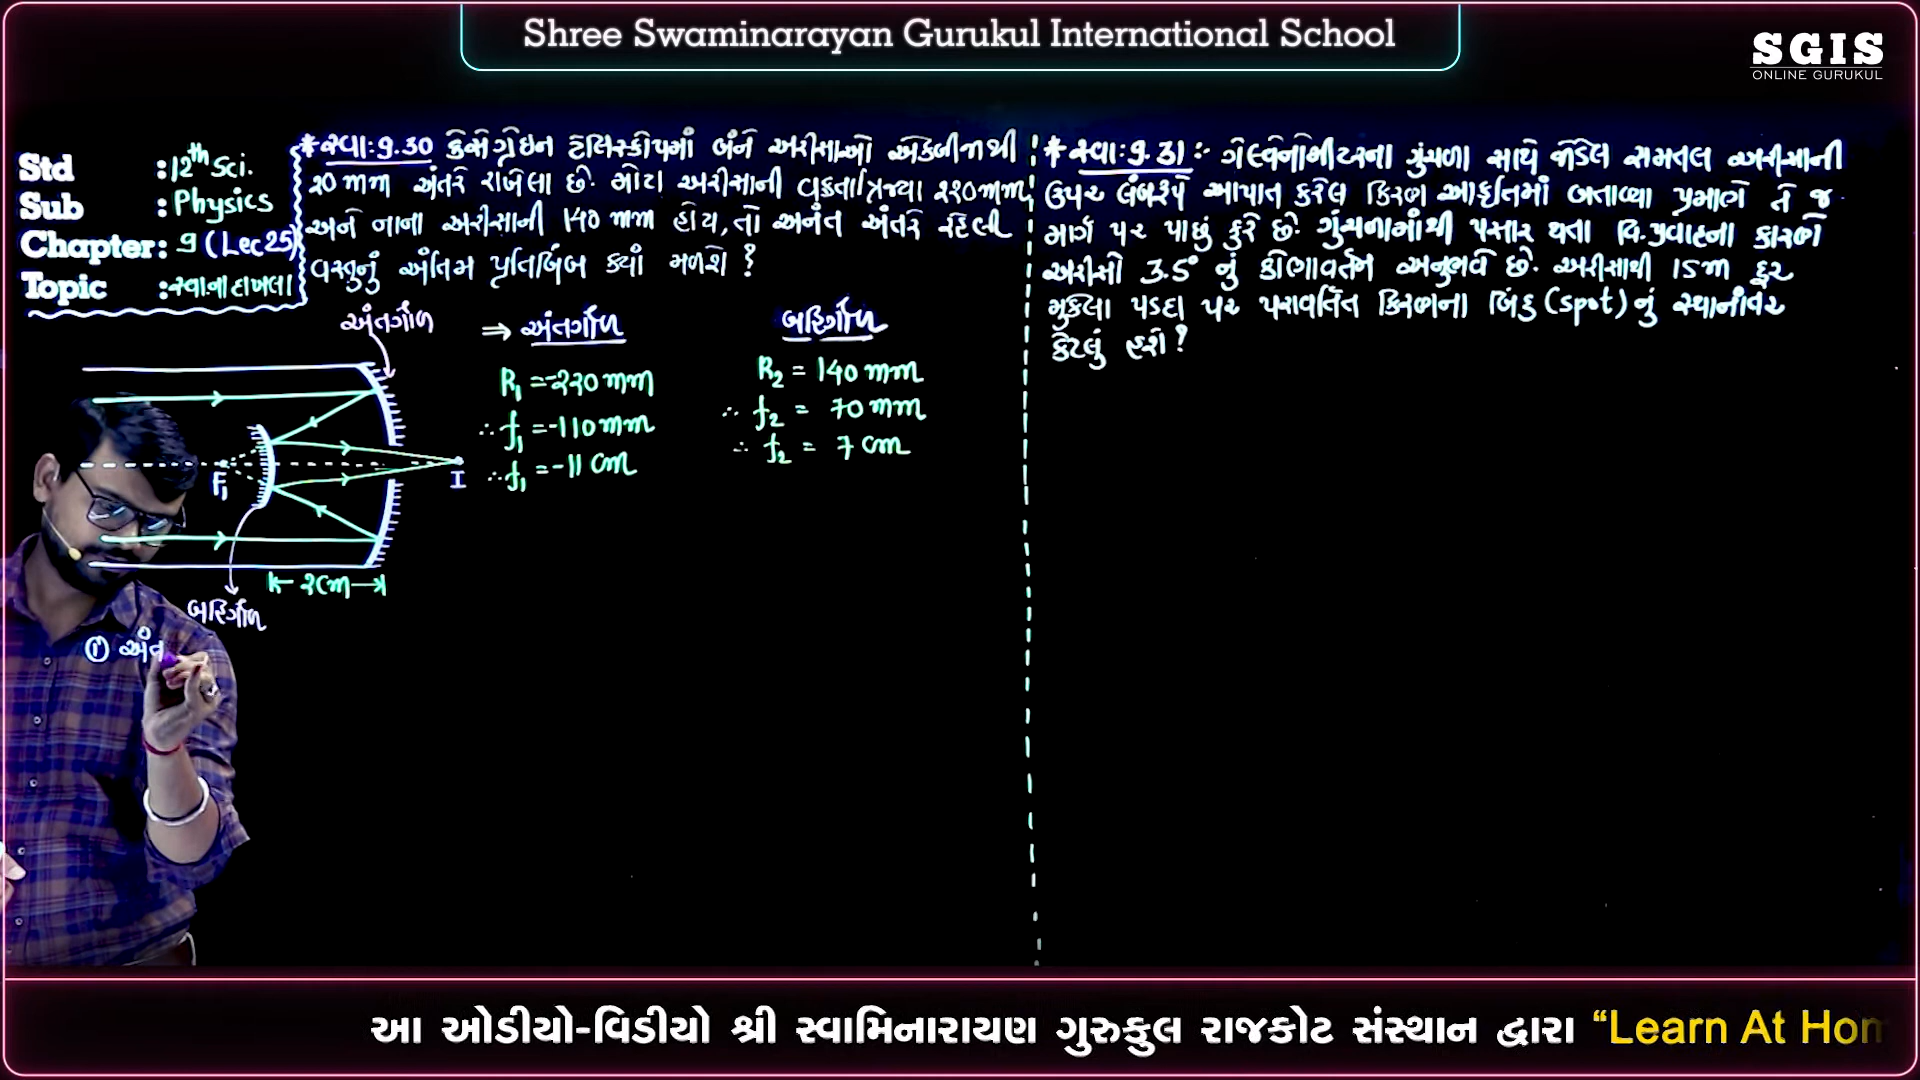 Shree Swaminarayan Gurukul International School
SGIS
ONLINE GURUKUL
Std : 12th Sci.
Sub : Physics
Chapter: 9 (Lec 25)
Topic : સ્વાના દાખલા
* સ્વા:9.30 કેસેગ્રેઇન ટેલિસ્કોપમાં બંને અરીસાઓ એકબીજાથી
20 mm અંતરે રાખેલા છે. મોટા અરીસાની વક્રતાત્રિજ્યા 220mm
અને નાના અરીસાની 140 mm હોય, તો અનંત અંતરે રહેલી
વસ્તુનું અંતિમ પ્રતિબિંબ ક્યાં મળશે ?
અંતર્ગોળ
F₁
I
૨cm
બહિર્ગોળ
① અંત
⇒ અંતર્ગોળ
R₁ = -૨૨૦ mm
∴ f₁ = -110 mm
∴ f₁ = -11 cm
બહિર્ગોળ
R₂ = 140 mm
∴ f₂ = 70 mm
∴ f₂ = 7 cm
* સ્વા:9.31 :- ગેલ્વેનોમીટરના ગુંચળા સાથે જોડેલ સમતલ અરીસાની
ઉપર લંબરૂપે આપાત કરેલ કિરણ આકૃતિમાં બતાવ્યા પ્રમાણે તે જ
માર્ગ પર પાછું ફરે છે. ગુંચળામાંથી પસાર થતા વિ.પ્રવાહના કારણે
અરીસો 3.5° નું કોણાવર્તન અનુભવે છે. અરીસાથી 1.5m દૂર
મુકેલા પડદા પર પરાવર્તિત કિરણના બિંદુ (spot) નું સ્થાનાંતર
કેટલું હશે ?
આ ઓડીયો-વિડીયો શ્રી સ્વામિનારાયણ ગુરુકુલ રાજકોટ સંસ્થાન દ્વારા “Learn At Hom